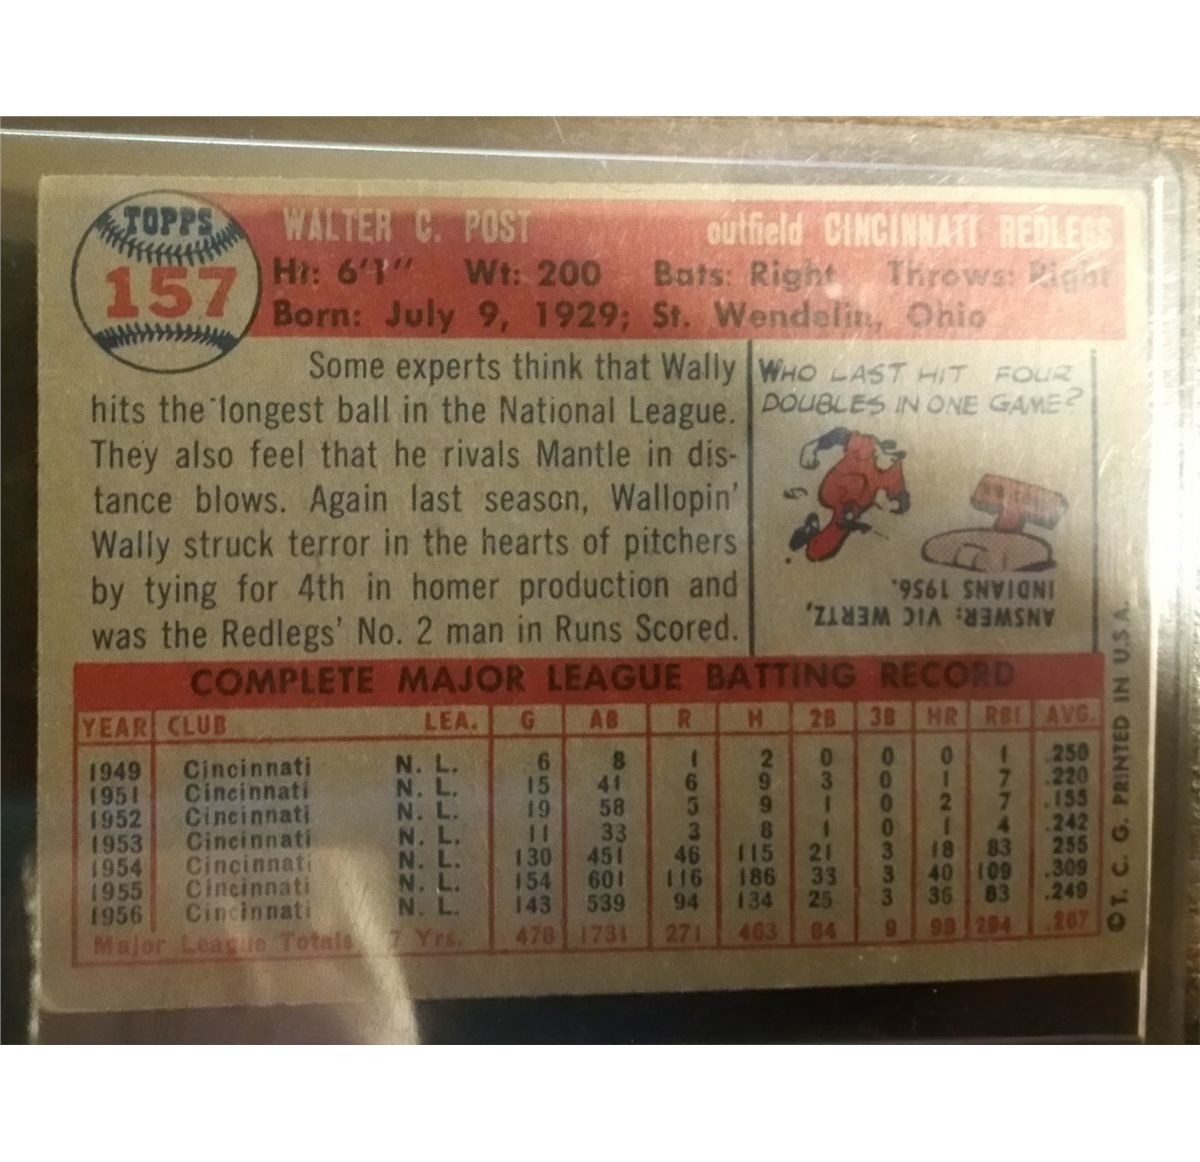 TOPPS
157
WALTER C. POST outfield CINCINNATI REDLEGS
Ht: 6'1" Wt: 200 Bats: Right Throws: Right
Born: July 9, 1929; St. Wendelin, Ohio
Some experts think that Wally
hits the longest ball in the National League.
They also feel that he rivals Mantle in dis-
tance blows. Again last season, Wallopin'
Wally struck terror in the hearts of pitchers
by tying for 4th in homer production and
was the Redlegs' No. 2 man in Runs Scored.
WHO LAST HIT FOUR
DOUBLES IN ONE GAME?
ANSWER: VIC WERTZ,
INDIANS 1956.
COMPLETE MAJOR LEAGUE BATTING RECORD
YEAR CLUB LEA. G AB R H 2B 3B HR RBI AVG.
1949 Cincinnati N. L. 6 8 1 2 0 0 0 1 .250
1951 Cincinnati N. L. 15 41 6 9 3 0 1 7 .220
1952 Cincinnati N. L. 19 58 5 9 1 0 2 7 .155
1953 Cincinnati N. L. 11 33 3 8 1 0 1 4 .242
1954 Cincinnati N. L. 130 451 46 115 21 3 18 83 .255
1955 Cincinnati N. L. 154 601 116 186 33 3 40 109 .309
1956 Cincinnati N. L. 143 539 94 134 25 3 36 83 .249
Major League Totals 7 Yrs. 478 1731 271 463 84 9 98 294 .267
©T. C. G. PRINTED IN U.S.A.